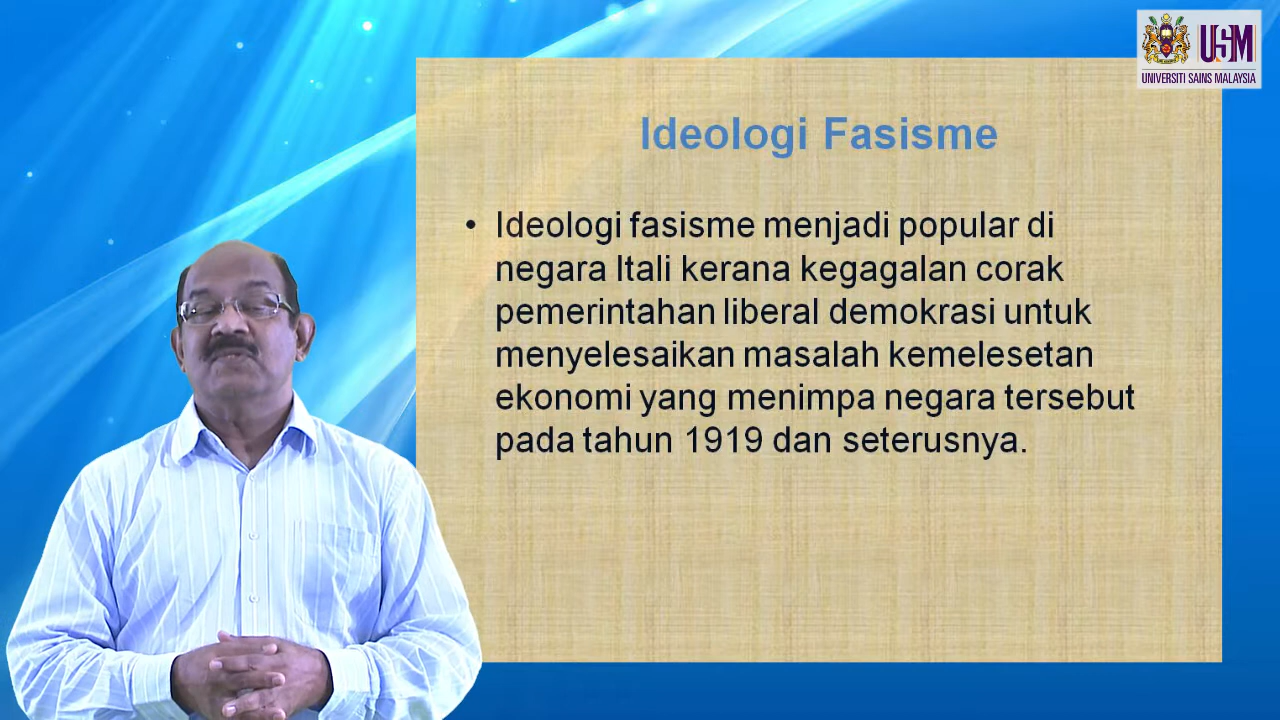 USM
UNIVERSITI SAINS MALAYSIA
Ideologi Fasisme
• Ideologi fasisme menjadi popular di
negara Itali kerana kegagalan corak
pemerintahan liberal demokrasi untuk
menyelesaikan masalah kemelesetan
ekonomi yang menimpa negara tersebut
pada tahun 1919 dan seterusnya.